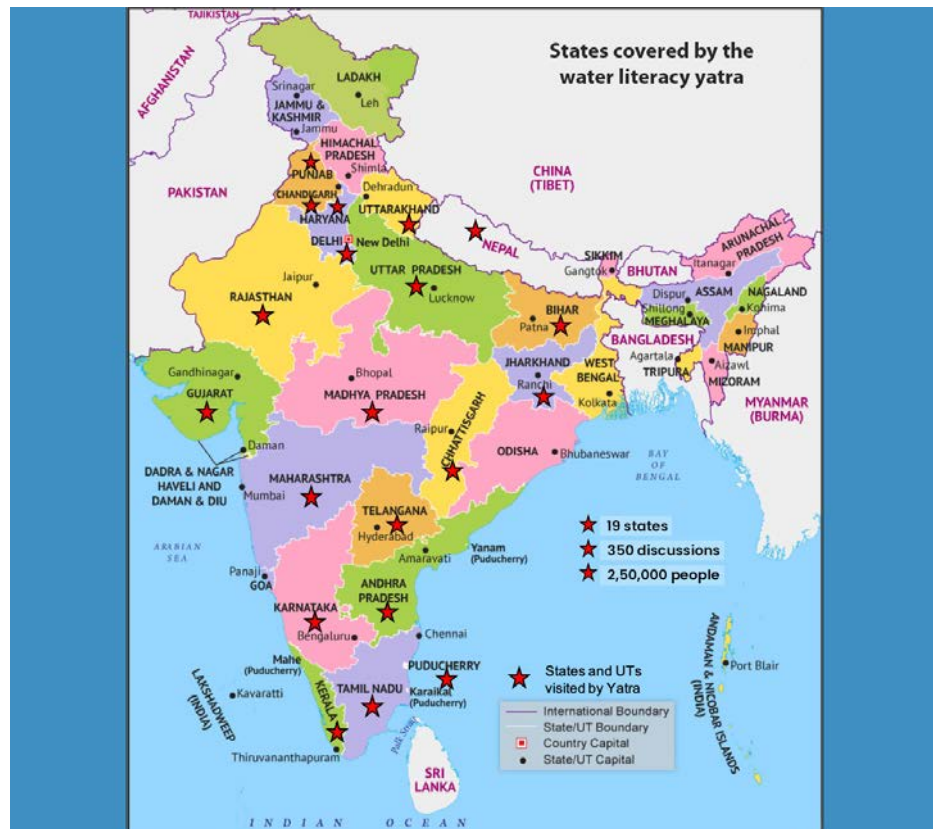 TAJIKISTAN
States covered by the
water literacy yatra
AFGHANISTAN
LADAKH
Srinagar
Leh
JAMMU &
KASHMIR
Jammu
HIMACHAL
PRADESH
Shimla
PUNJAB
CHANDIGARH
Dehradun
UTTARAKHAND
HARYANA
CHINA
(TIBET)
PAKISTAN
DELHI
New Delhi
NEPAL
ARUNACHAL
PRADESH
SIKKIM
Gangtok
BHUTAN
Itanagar
Jaipur
UTTAR PRADESH
Lucknow
RAJASTHAN
BIHAR
Patna
Dispur
ASSAM
NAGALAND
Shillong
MEGHALAYA
Kohima
Imphal
MANIPUR
BANGLADESH
Agartala
TRIPURA
Aizawl
MIZORAM
MYANMAR
(BURMA)
Gandhinagar
GUJARAT
Bhopal
MADHYA PRADESH
JHARKHAND
Ranchi
WEST
BENGAL
Kolkata
Raipur
CHHATTISGARH
ODISHA
Bhubaneswar
BAY
OF
BENGAL
Daman
DADRA & NAGAR
HAVELI AND
DAMAN & DIU
Mumbai
MAHARASHTRA
TELANGANA
Hyderabad
19 states
350 discussions
2,50,000 people
ARABIAN
SEA
Amaravati
Yanam
(Puducherry)
Panaji
GOA
KARNATAKA
ANDHRA
PRADESH
Bengaluru
Chennai
Mahe
(Puducherry)
PUDUCHERRY
Karaikal
(Puducherry)
TAMIL NADU
KERALA
LAKSHADWEEP
(INDIA)
Kavaratti
Thiruvananthapuram
Palk Strait
SRI
LANKA
ANDAMAN & NICOBAR ISLANDS
(INDIA)
Port Blair
States and UTs
visited by Yatra
International Boundary
State/UT Boundary
Country Capital
State/UT Capital
INDIAN OCEAN